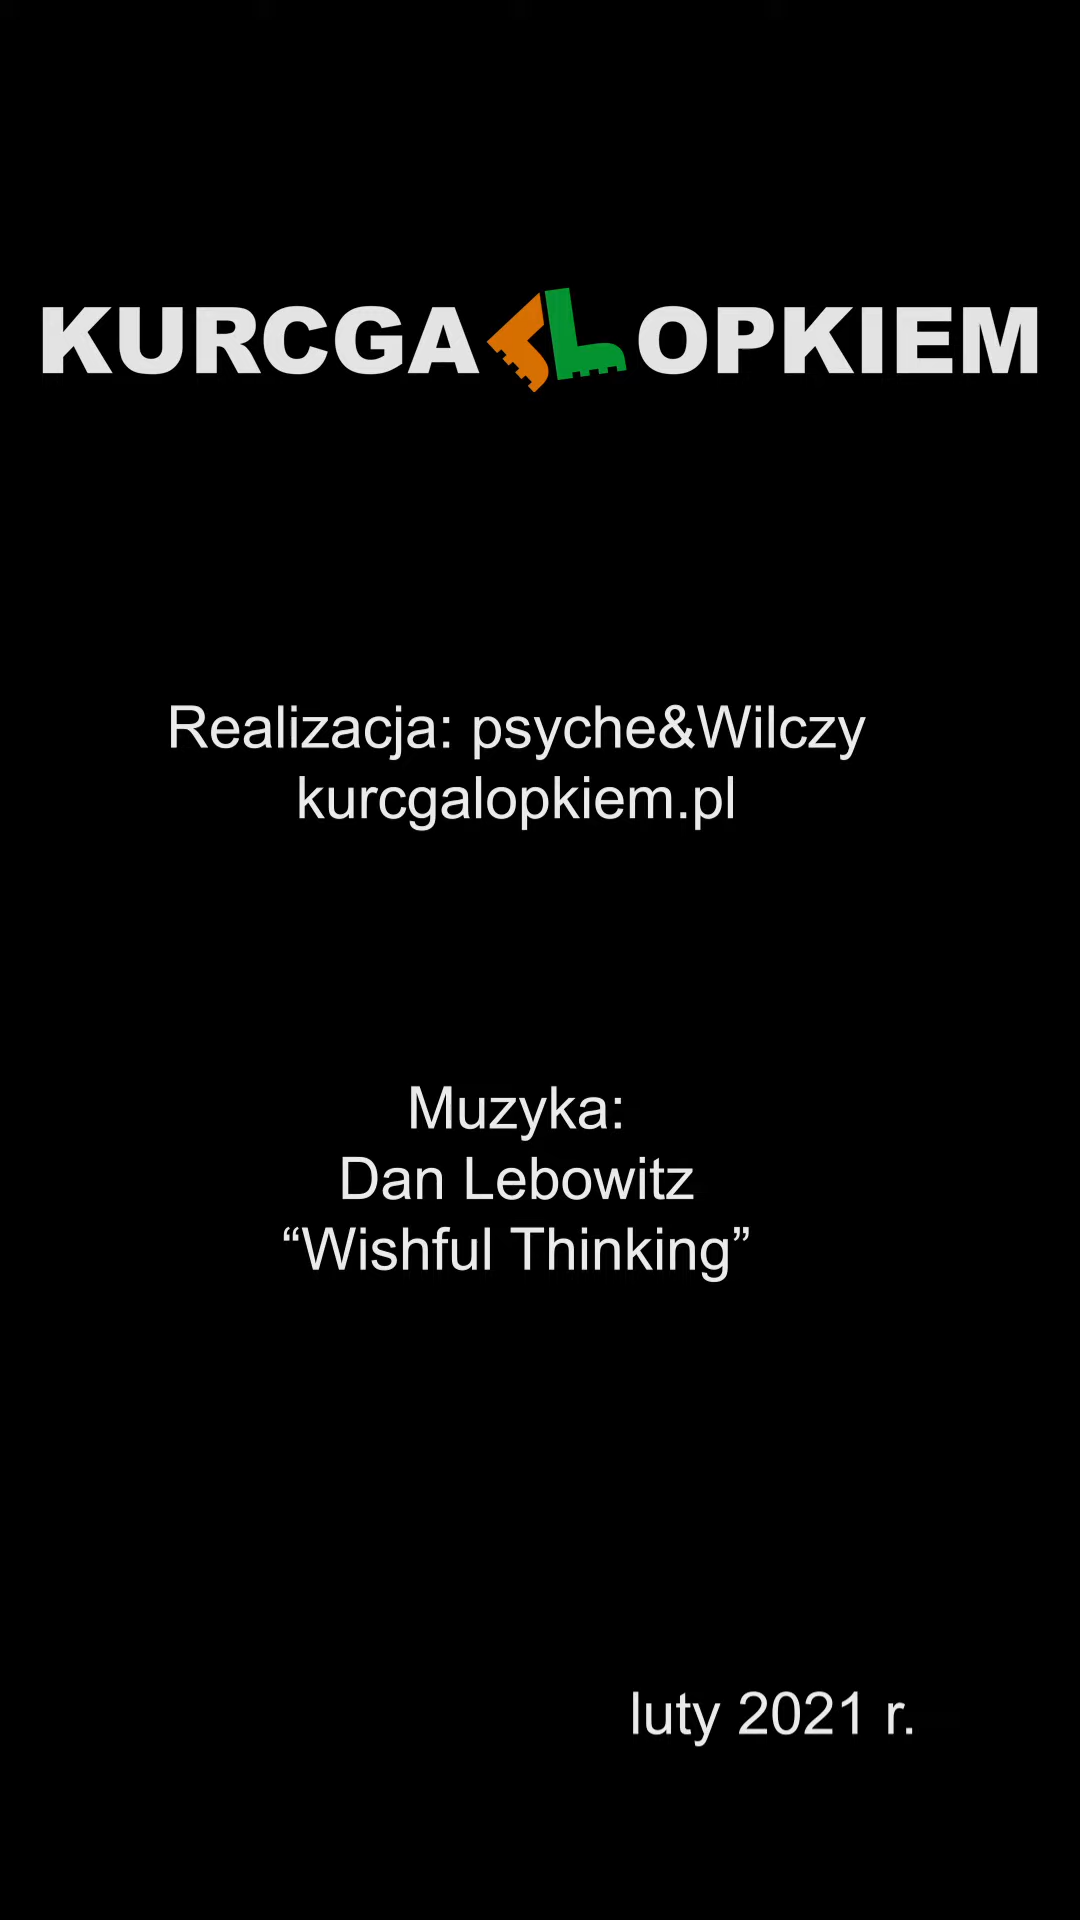 KURCGALOPKIEM
Realizacja: psyche&Wilczy
kurcgalopkiem.pl
Muzyka:
Dan Lebowitz
“Wishful Thinking”
luty 2021 r.